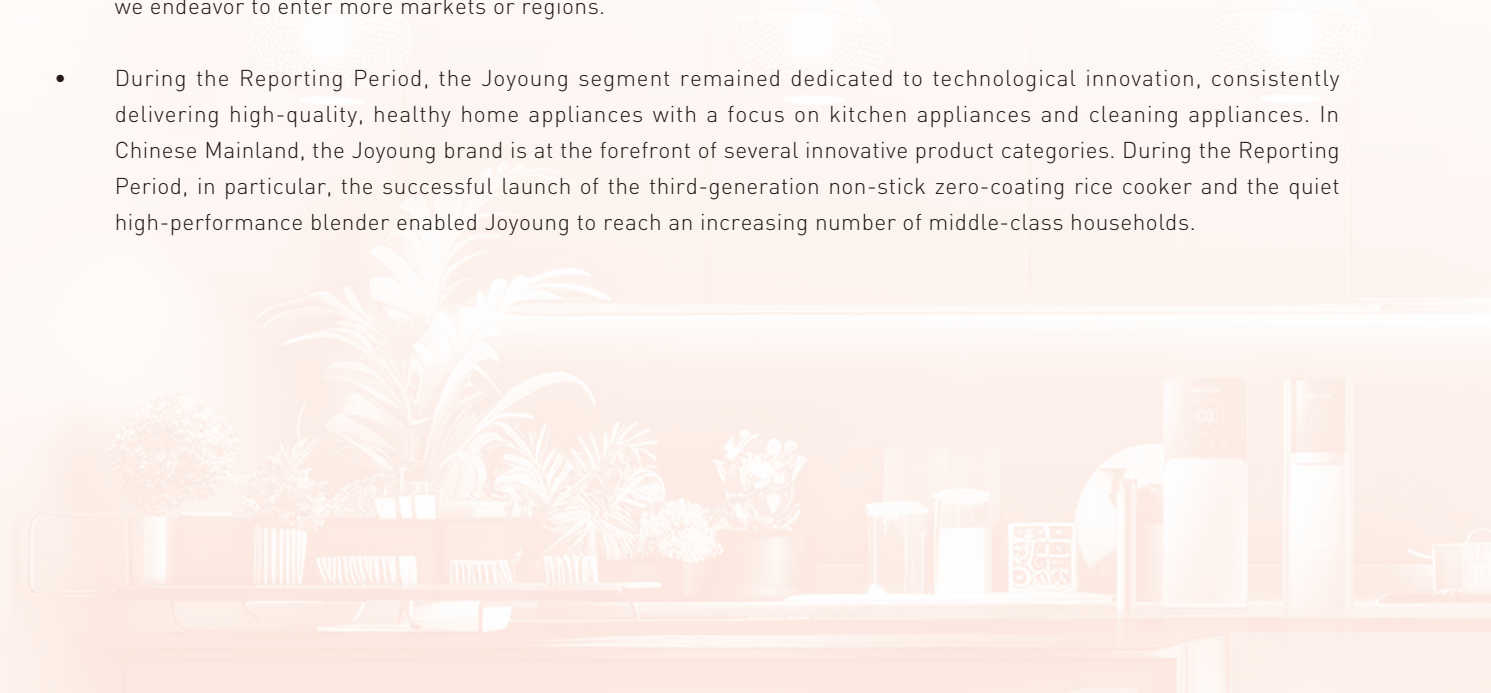 we endeavor to enter more markets or regions.
• During the Reporting Period, the Joyoung segment remained dedicated to technological innovation, consistently
delivering high-quality, healthy home appliances with a focus on kitchen appliances and cleaning appliances. In
Chinese Mainland, the Joyoung brand is at the forefront of several innovative product categories. During the Reporting
Period, in particular, the successful launch of the third-generation non-stick zero-coating rice cooker and the quiet
high-performance blender enabled Joyoung to reach an increasing number of middle-class households.
100